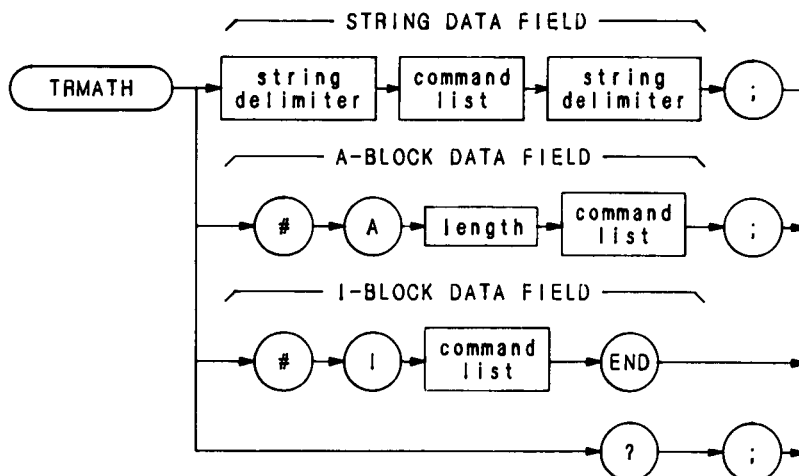 STRING DATA FIELD
TRMATH
string delimiter
command list
string delimiter
;
A-BLOCK DATA FIELD
#
A
length
command list
;
I-BLOCK DATA FIELD
#
I
command list
END
?
;